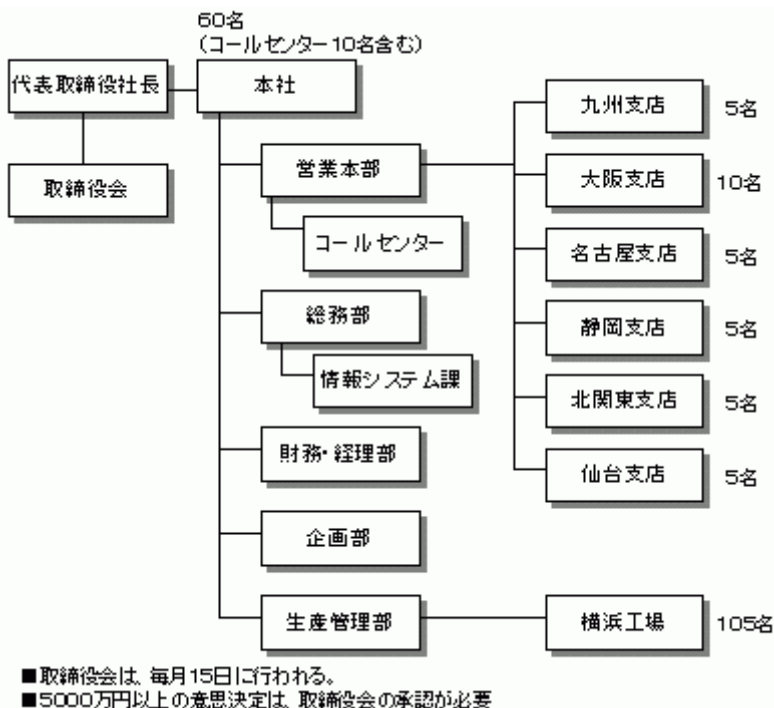 60名
（コールセンター10名含む）
代表取締役社長
本社
九州支店
5名
取締役会
営業本部
大阪支店
10名
コールセンター
名古屋支店
5名
総務部
静岡支店
5名
情報システム課
北関東支店
5名
財務・経理部
仙台支店
5名
企画部
生産管理部
横浜工場
105名
■取締役会は、毎月15日に行われる。
■5000万円以上の意思決定は、取締役会の承認が必要